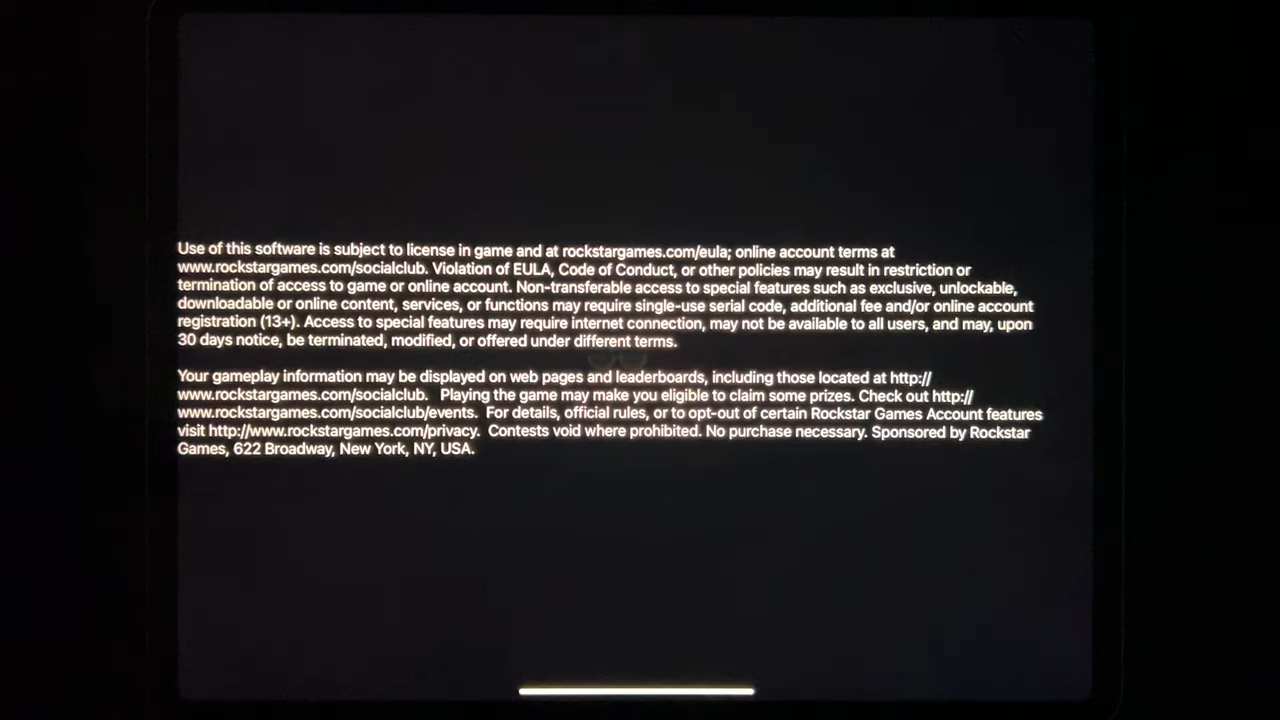 Use of this software is subject to license in game and at rockstargames.com/eula; online account terms at
www.rockstargames.com/socialclub. Violation of EULA, Code of Conduct, or other policies may result in restriction or
termination of access to game or online account. Non-transferable access to special features such as exclusive, unlockable,
downloadable or online content, services, or functions may require single-use serial code, additional fee and/or online account
registration (13+). Access to special features may require internet connection, may not be available to all users, and may, upon
30 days notice, be terminated, modified, or offered under different terms.
Your gameplay information may be displayed on web pages and leaderboards, including those located at http://
www.rockstargames.com/socialclub.   Playing the game may make you eligible to claim some prizes. Check out http://
www.rockstargames.com/socialclub/events.  For details, official rules, or to opt-out of certain Rockstar Games Account features
visit http://www.rockstargames.com/privacy.  Contests void where prohibited. No purchase necessary. Sponsored by Rockstar
Games, 622 Broadway, New York, NY, USA.